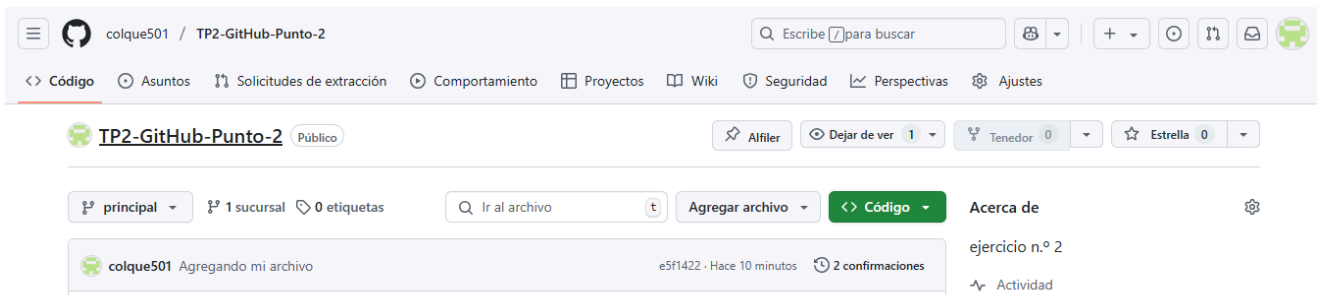 colque501 / TP2-GitHub-Punto-2 Escribe / para buscar
Código Asuntos Solicitudes de extracción Comportamiento Proyectos Wiki Seguridad Perspectivas Ajustes
TP2-GitHub-Punto-2 Público Alfiler Dejar de ver 1 Tenedor 0 Estrella 0
principal 1 sucursal 0 etiquetas Ir al archivo t Agregar archivo Código Acerca de
ejercicio n.º 2
colque501 Agregando mi archivo e5f1422 · Hace 10 minutos 2 confirmaciones
Actividad